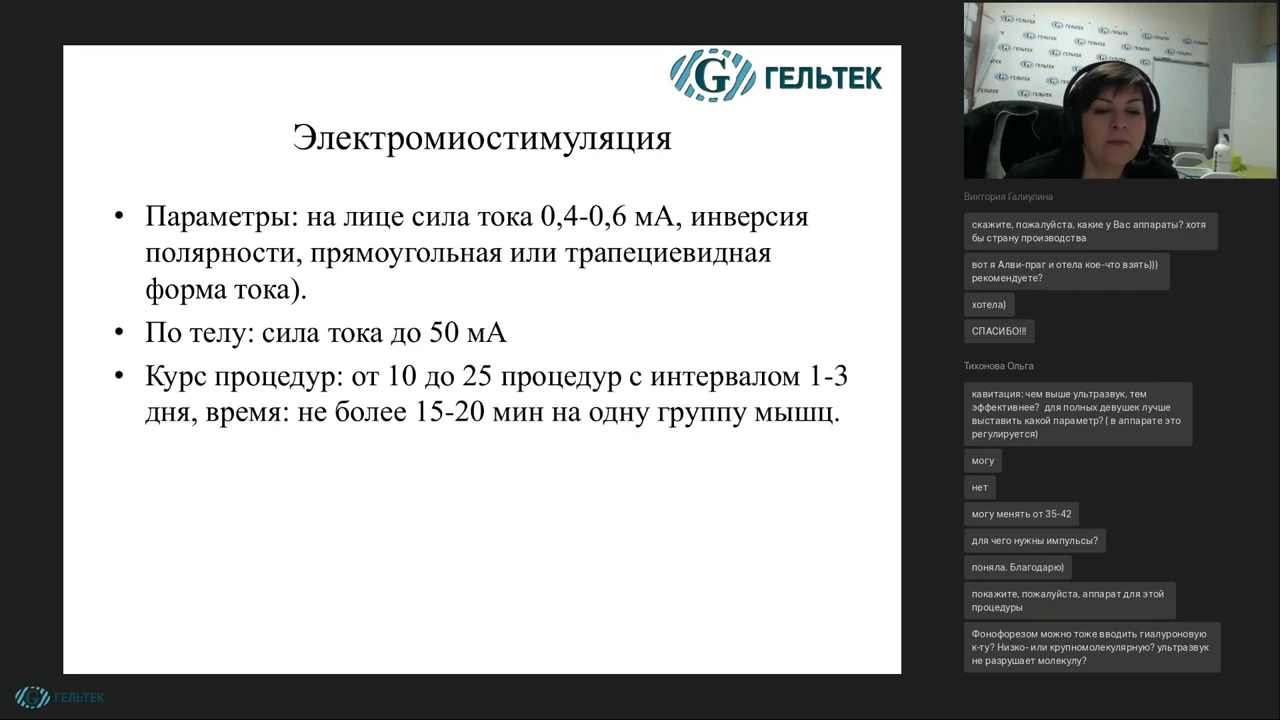 G ГЕЛЬТЕК
Электромиостимуляция
• Параметры: на лице сила тока 0,4-0,6 мА, инверсия
полярности, прямоугольная или трапециевидная
форма тока).
• По телу: сила тока до 50 мА
• Курс процедур: от 10 до 25 процедур с интервалом 1-3
дня, время: не более 15-20 мин на одну группу мышц.
G ГЕЛЬТЕК
Виктория Галиулина
скажите, пожалуйста, какие у Вас аппараты? хотя
бы страну производства
вот я Алви-праг и отела кое-что взять)))
рекомендуете?
хотела)
СПАСИБО!!!
Тихонова Ольга
кавитация: чем выше ультразвук, тем
эффективнее? для полных девушек лучше
выставить какой параметр? ( в аппарате это
регулируется)
могу
нет
могу менять от 35-42
для чего нужны импульсы?
поняла. Благодарю)
покажите, пожалуйста, аппарат для этой
процедуры
Фонофорезом можно тоже вводить гиалуроновую
к-ту? Низко- или крупномолекулярную? ультразвук
не разрушает молекулу?